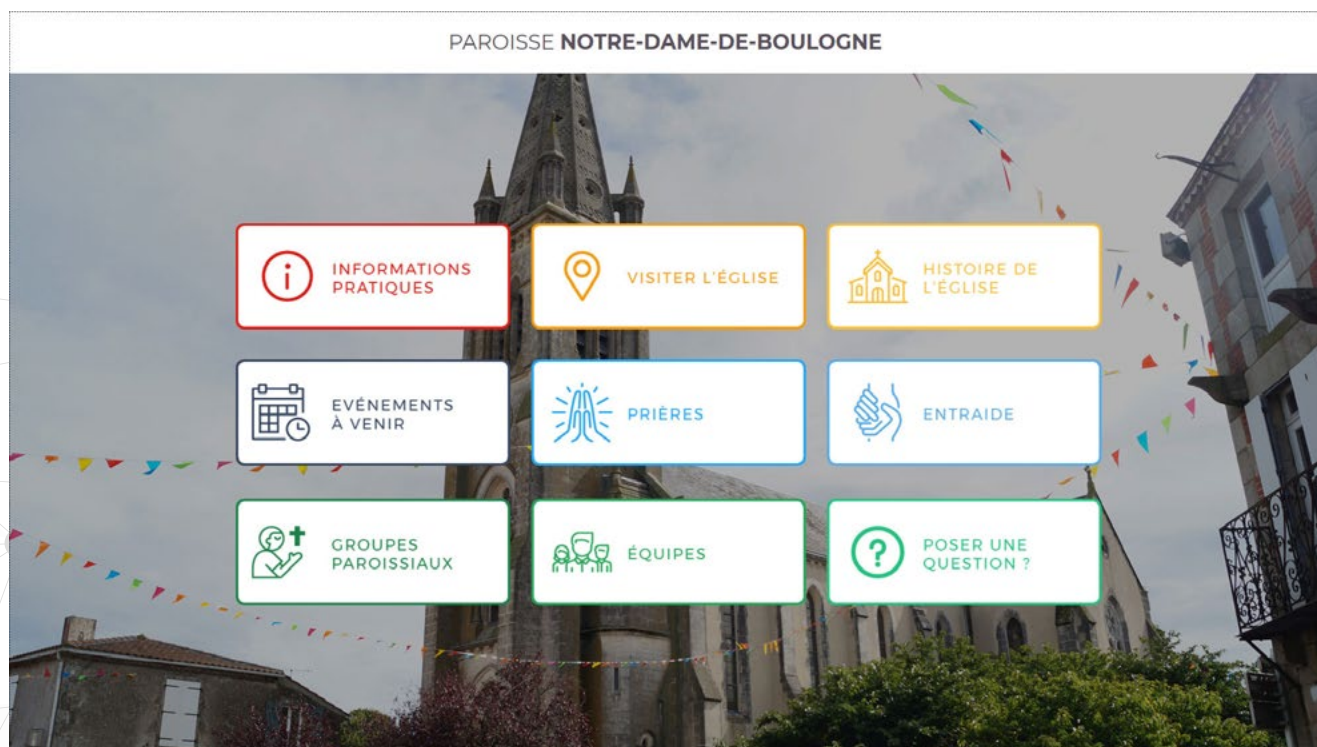 PAROISSE NOTRE-DAME-DE-BOULOGNE
INFORMATIONS
PRATIQUES
VISITER L'ÉGLISE
HISTOIRE DE
L'ÉGLISE
EVÉNEMENTS
À VENIR
PRIÈRES
ENTRAIDE
GROUPES
PAROISSIAUX
ÉQUIPES
POSER UNE
QUESTION ?